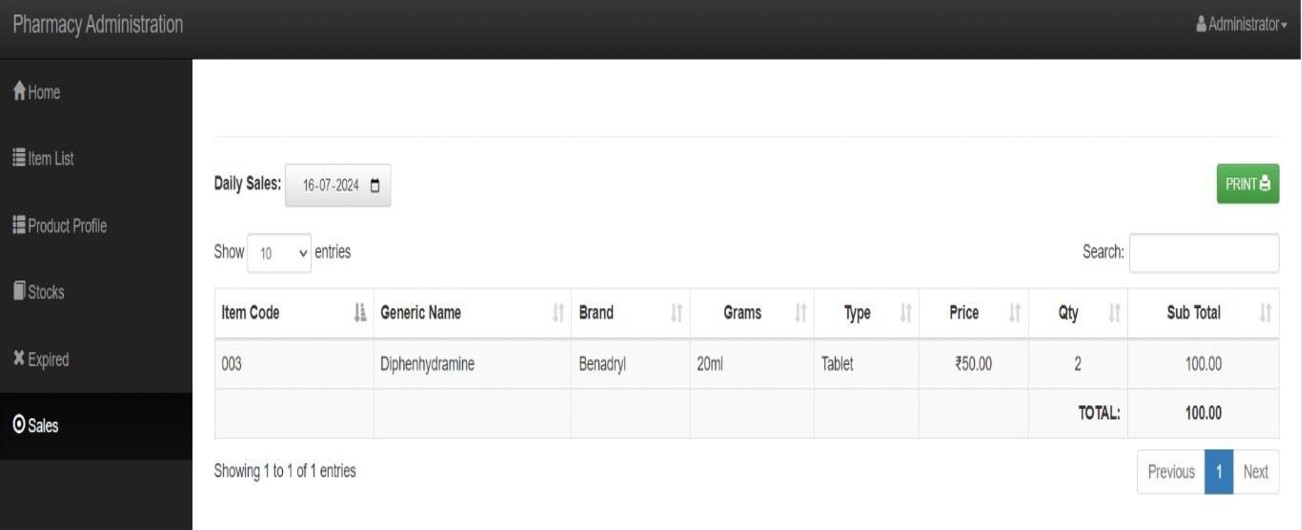 Pharmacy Administration
Administrator
Home
Item List
Product Profile
Stocks
Expired
Sales
Daily Sales: 16-07-2024
PRINT
Show 10 entries
Search:
Item Code Generic Name Brand Grams Type Price Qty Sub Total
003 Diphenhydramine Benadryl 20ml Tablet ₹50.00 2 100.00
TOTAL: 100.00
Showing 1 to 1 of 1 entries
Previous 1 Next